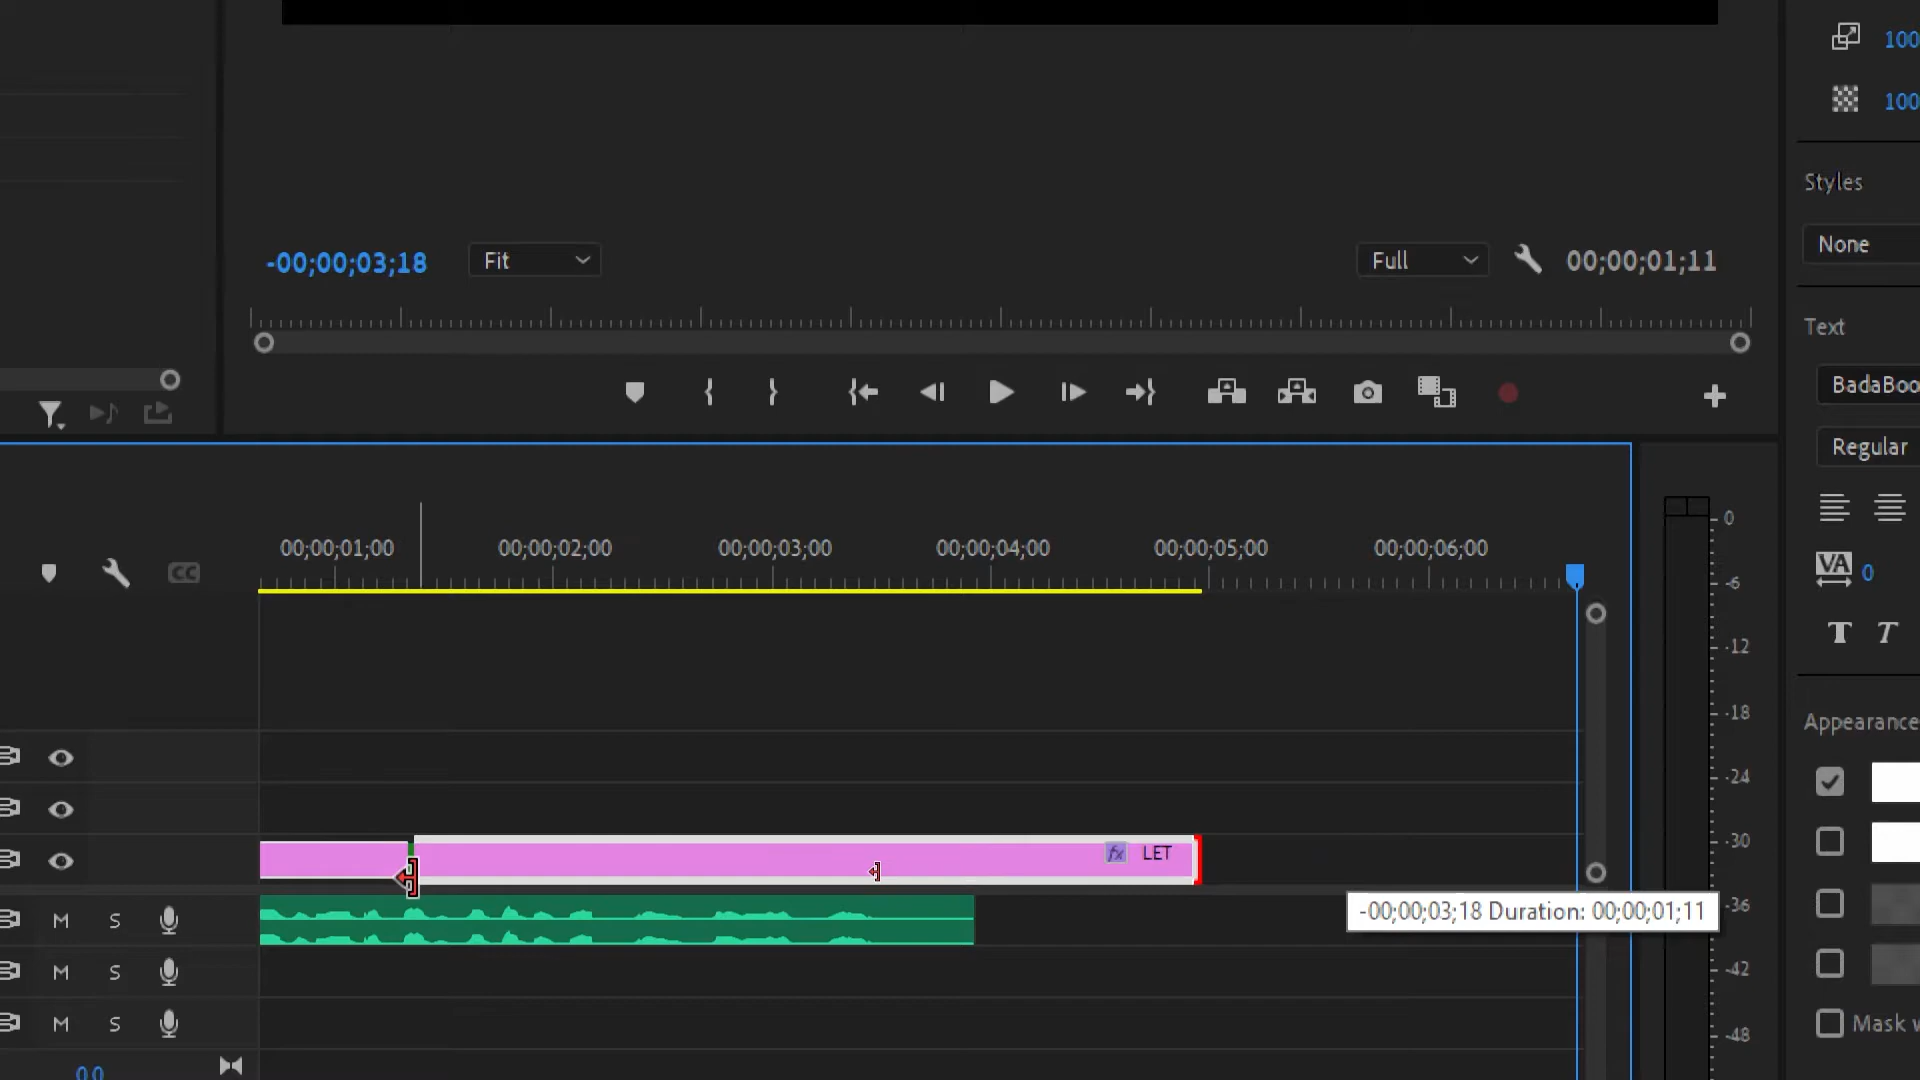 100
100
Styles
None
-00;00;03;18
Fit
Full
00;00;01;11
Text
BadaBoo
Regular
00;00;01;00
00;00;02;00
00;00;03;00
00;00;04;00
00;00;05;00
00;00;06;00
CC
VA
0
T
T
0
-6
-12
-18
-24
-30
-36
-42
-48
Appearance
fx
LET
-00;00;03;18 Duration: 00;00;01;11
M
S
M
S
M
S
Mask w
0.0